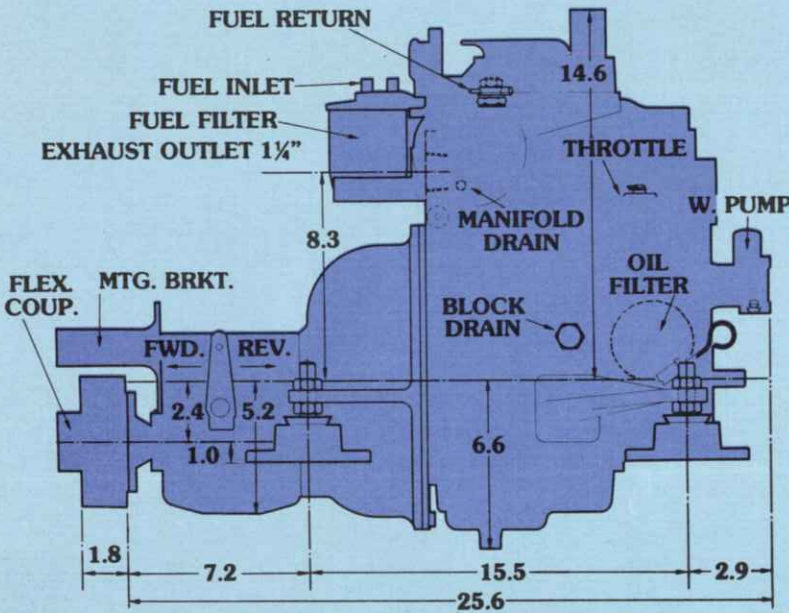 FUEL RETURN
14.6
FUEL INLET
FUEL FILTER
EXHAUST OUTLET 1¼"
THROTTLE
W. PUMP
MANIFOLD
DRAIN
8.3
OIL
FILTER
FLEX.
COUP.
MTG. BRKT.
BLOCK
DRAIN
FWD.
REV.
2.4
5.2
1.0
6.6
1.8
7.2
15.5
2.9
25.6